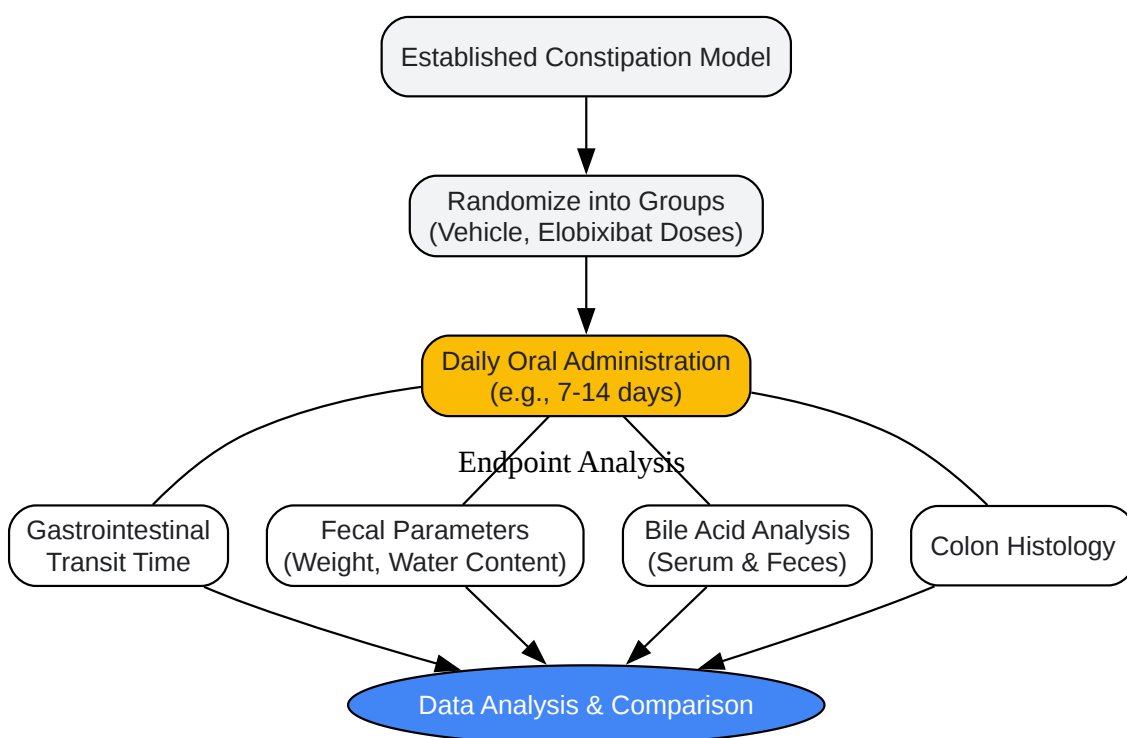 Established Constipation Model
Randomize into Groups
(Vehicle, Elobixibat Doses)
Daily Oral Administration
(e.g., 7-14 days)
Endpoint Analysis
Gastrointestinal
Transit Time
Fecal Parameters
(Weight, Water Content)
Bile Acid Analysis
(Serum & Feces)
Colon Histology
Data Analysis & Comparison